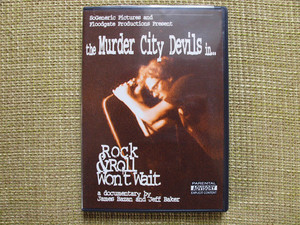 SoGeneric Pictures and
Floodgate Productions Present
the Murder City Devils in...
Rock
& Roll
Won't Wait
a documentary by
James Bazan and Jeff Baker
PARENTAL
ADVISORY
EXPLICIT CONTENT